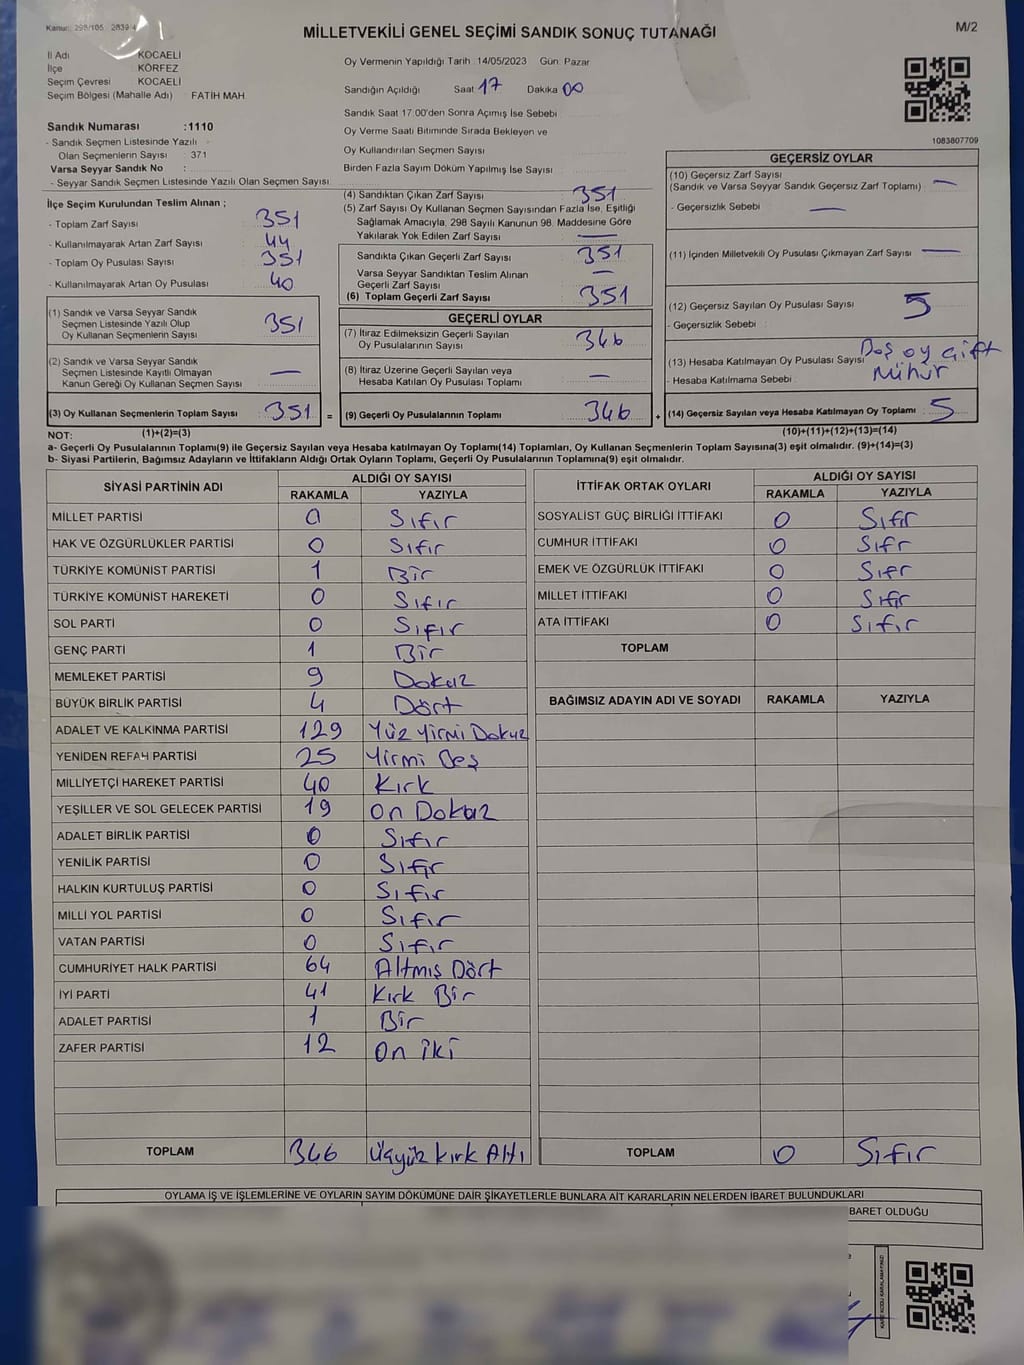 Kanun: 298/105 2839
MİLLETVEKİLİ GENEL SEÇİMİ SANDIK SONUÇ TUTANAĞI
M/2
İl Adı KOCAELİ
İlçe KÖRFEZ
Seçim Çevresi KOCAELİ
Seçim Bölgesi (Mahalle Adı) FATİH MAH
Oy Vermenin Yapıldığı Tarih : 14/05/2023 Gün: Pazar
Sandığın Açıldığı Saat 17 Dakika 00
Sandık Saat 17:00'den Sonra Açımış İse Sebebi
Oy Verme Saati Bitiminde Sırada Bekleyen ve
Oy Kullandırılan Seçmen Sayısı
Birden Fazla Sayım Döküm Yapılmış İse Sayısı
1083807709
Sandık Numarası :1110
- Sandık Seçmen Listesinde Yazılı
Olan Seçmenlerin Sayısı : 371
Varsa Seyyar Sandık No :
- Seyyar Sandık Seçmen Listesinde Yazılı Olan Seçmen Sayısı:
İlçe Seçim Kurulundan Teslim Alınan ;
- Toplam Zarf Sayısı 351
- Kullanılmayarak Artan Zarf Sayısı 44
- Toplam Oy Pusulası Sayısı 351
- Kullanılmayarak Artan Oy Pusulası 40
(1) Sandık ve Varsa Seyyar Sandık
Seçmen Listesinde Yazılı Olup
Oy Kullanan Seçmenlerin Sayısı 351
(2) Sandık ve Varsa Seyyar Sandık
Seçmen Listesinde Kayıtlı Olmayan
Kanun Gereği Oy Kullanan Seçmen Sayısı —
(3) Oy Kullanan Seçmenlerin Toplam Sayısı 351 =
(1)+(2)=(3)
(4) Sandıktan Çıkan Zarf Sayısı 351
(5) Zarf Sayısı Oy Kullanan Seçmen Sayısından Fazla İse, Eşitliği
Sağlamak Amacıyla, 298 Sayılı Kanunun 98. Maddesine Göre
Yakılarak Yok Edilen Zarf Sayısı —
Sandıkta Çıkan Geçerli Zarf Sayısı 351
Varsa Seyyar Sandıktan Teslim Alınan
Geçerli Zarf Sayısı —
(6) Toplam Geçerli Zarf Sayısı 351
GEÇERLİ OYLAR
(7) İtiraz Edilmeksizin Geçerli Sayılan
Oy Pusulalarının Sayısı 346
(8) İtiraz Üzerine Geçerli Sayılan veya
Hesaba Katılan Oy Pusulası Toplamı —
(9) Geçerli Oy Pusulalarının Toplamı 346 +
GEÇERSİZ OYLAR
(10) Geçersiz Zarf Sayısı
(Sandık ve Varsa Seyyar Sandık Geçersiz Zarf Toplamı) : —
- Geçersizlik Sebebi : —
(11) İçinden Milletvekili Oy Pusulası Çıkmayan Zarf Sayısı : —
(12) Geçersiz Sayılan Oy Pusulası Sayısı : 5
- Geçersizlik Sebebi :
(13) Hesaba Katılmayan Oy Pusulası Sayısı Boş oy çift
- Hesaba Katılmama Sebebi : Mühür
(14) Geçersiz Sayılan veya Hesaba Katılmayan Oy Toplamı 5
(10)+(11)+(12)+(13)=(14)
NOT:
a- Geçerli Oy Pusulalarının Toplamı(9) ile Geçersiz Sayılan veya Hesaba katılmayan Oy Toplamı(14) Toplamları, Oy Kullanan Seçmenlerin Toplam Sayısına(3) eşit olmalıdır. (9)+(14)=(3)
b- Siyasi Partilerin, Bağımsız Adayların ve İttifakların Aldığı Ortak Oyların Toplamı, Geçerli Oy Pusulalarının Toplamına(9) eşit olmalıdır.
SİYASİ PARTİNİN ADI ALDIĞI OY SAYISI
RAKAMLA YAZIYLA
MİLLET PARTİSİ 0 Sıfır
HAK VE ÖZGÜRLÜKLER PARTİSİ 0 Sıfır
TÜRKİYE KOMÜNİST PARTİSİ 1 Bir
TÜRKİYE KOMÜNİST HAREKETİ 0 Sıfır
SOL PARTİ 0 Sıfır
GENÇ PARTİ 1 Bir
MEMLEKET PARTİSİ 9 Dokuz
BÜYÜK BİRLİK PARTİSİ 4 Dört
ADALET VE KALKINMA PARTİSİ 129 Yüz Yirmi Dokuz
YENİDEN REFAH PARTİSİ 25 Yirmi Beş
MİLLİYETÇİ HAREKET PARTİSİ 40 Kırk
YEŞİLLER VE SOL GELECEK PARTİSİ 19 On Dokuz
ADALET BİRLİK PARTİSİ 0 Sıfır
YENİLİK PARTİSİ 0 Sıfır
HALKIN KURTULUŞ PARTİSİ 0 Sıfır
MİLLİ YOL PARTİSİ 0 Sıfır
VATAN PARTİSİ 0 Sıfır
CUMHURİYET HALK PARTİSİ 64 Altmış Dört
İYİ PARTİ 41 Kırk Bir
ADALET PARTİSİ 1 Bir
ZAFER PARTİSİ 12 On iki
TOPLAM 346 Üçyüz Kırk Altı
İTTİFAK ORTAK OYLARI ALDIĞI OY SAYISI
RAKAMLA YAZIYLA
SOSYALİST GÜÇ BİRLİĞİ İTTİFAKI 0 Sıfır
CUMHUR İTTİFAKI 0 Sıfr
EMEK VE ÖZGÜRLÜK İTTİFAKI 0 Sıfr
MİLLET İTTİFAKI 0 Sıfır
ATA İTTİFAKI 0 Sıfır
TOPLAM
BAĞIMSIZ ADAYIN ADI VE SOYADI RAKAMLA YAZIYLA
TOPLAM 0 Sıfır
OYLAMA İŞ VE İŞLEMLERİNE VE OYLARIN SAYIM DÖKÜMÜNE DAİR ŞİKAYETLERLE BUNLARA AİT KARARLARIN NELERDEN İBARET BULUNDUKLARI
BARET OLDUĞU
KARE KODU KARALAMAYINIZ!